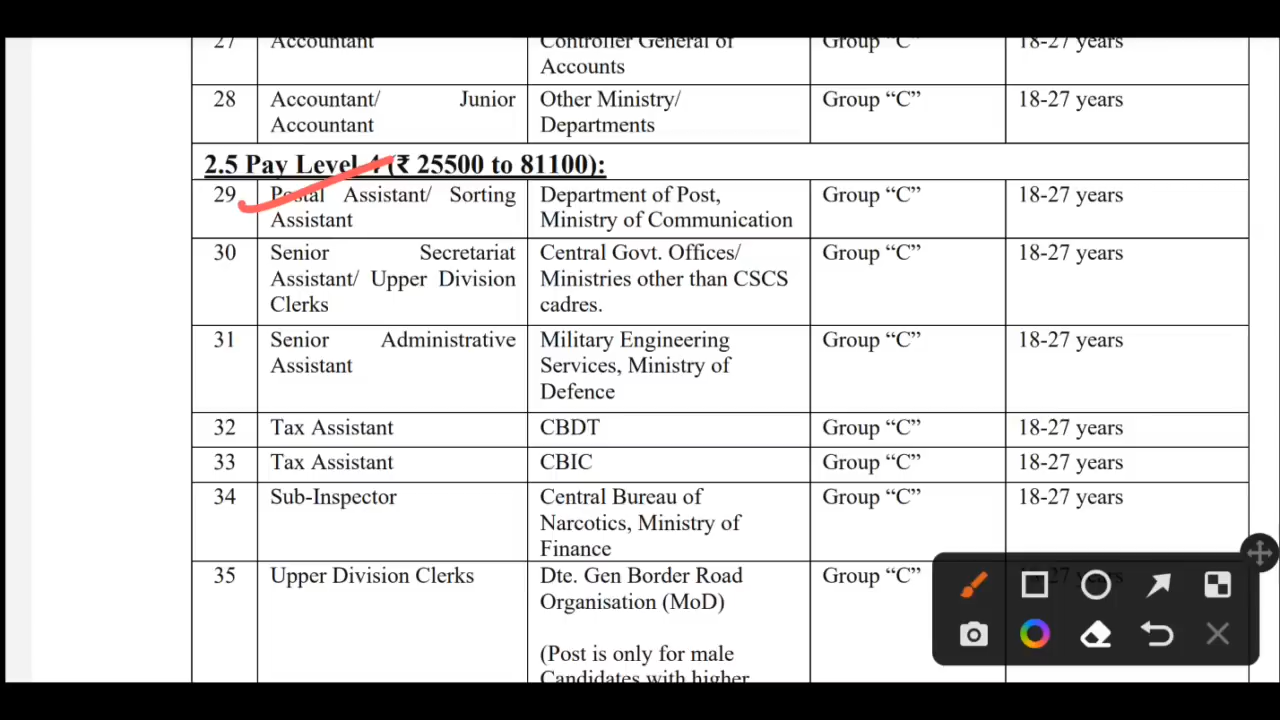 27 Accountant Controller General of Group “C” 18-27 years
Accounts
28 Accountant/ Junior Other Ministry/ Group “C” 18-27 years
Accountant Departments
2.5 Pay Level 4 (₹ 25500 to 81100):
29 Postal Assistant/ Sorting Department of Post, Group “C” 18-27 years
Assistant Ministry of Communication
30 Senior Secretariat Central Govt. Offices/ Group “C” 18-27 years
Assistant/ Upper Division Ministries other than CSCS
Clerks cadres.
31 Senior Administrative Military Engineering Group “C” 18-27 years
Assistant Services, Ministry of
Defence
32 Tax Assistant CBDT Group “C” 18-27 years
33 Tax Assistant CBIC Group “C” 18-27 years
34 Sub-Inspector Central Bureau of Group “C” 18-27 years
Narcotics, Ministry of
Finance
35 Upper Division Clerks Dte. Gen Border Road Group “C” 18-27 years
Organisation (MoD)
(Post is only for male
Candidates with higher